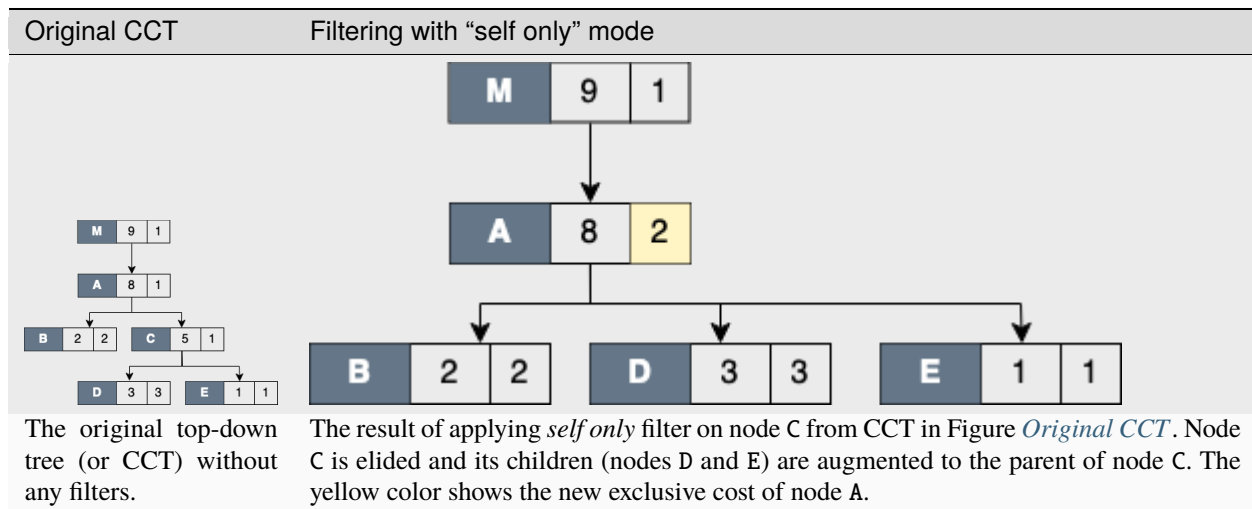 Original CCT
Filtering with “self only” mode
M 9 1
A 8 1
B 2 2
C 5 1
D 3 3
E 1 1
M 9 1
A 8 2
B 2 2
D 3 3
E 1 1
The original top-down
tree (or CCT) without
any filters.
The result of applying self only filter on node C from CCT in Figure Original CCT. Node
C is elided and its children (nodes D and E) are augmented to the parent of node C. The
yellow color shows the new exclusive cost of node A.